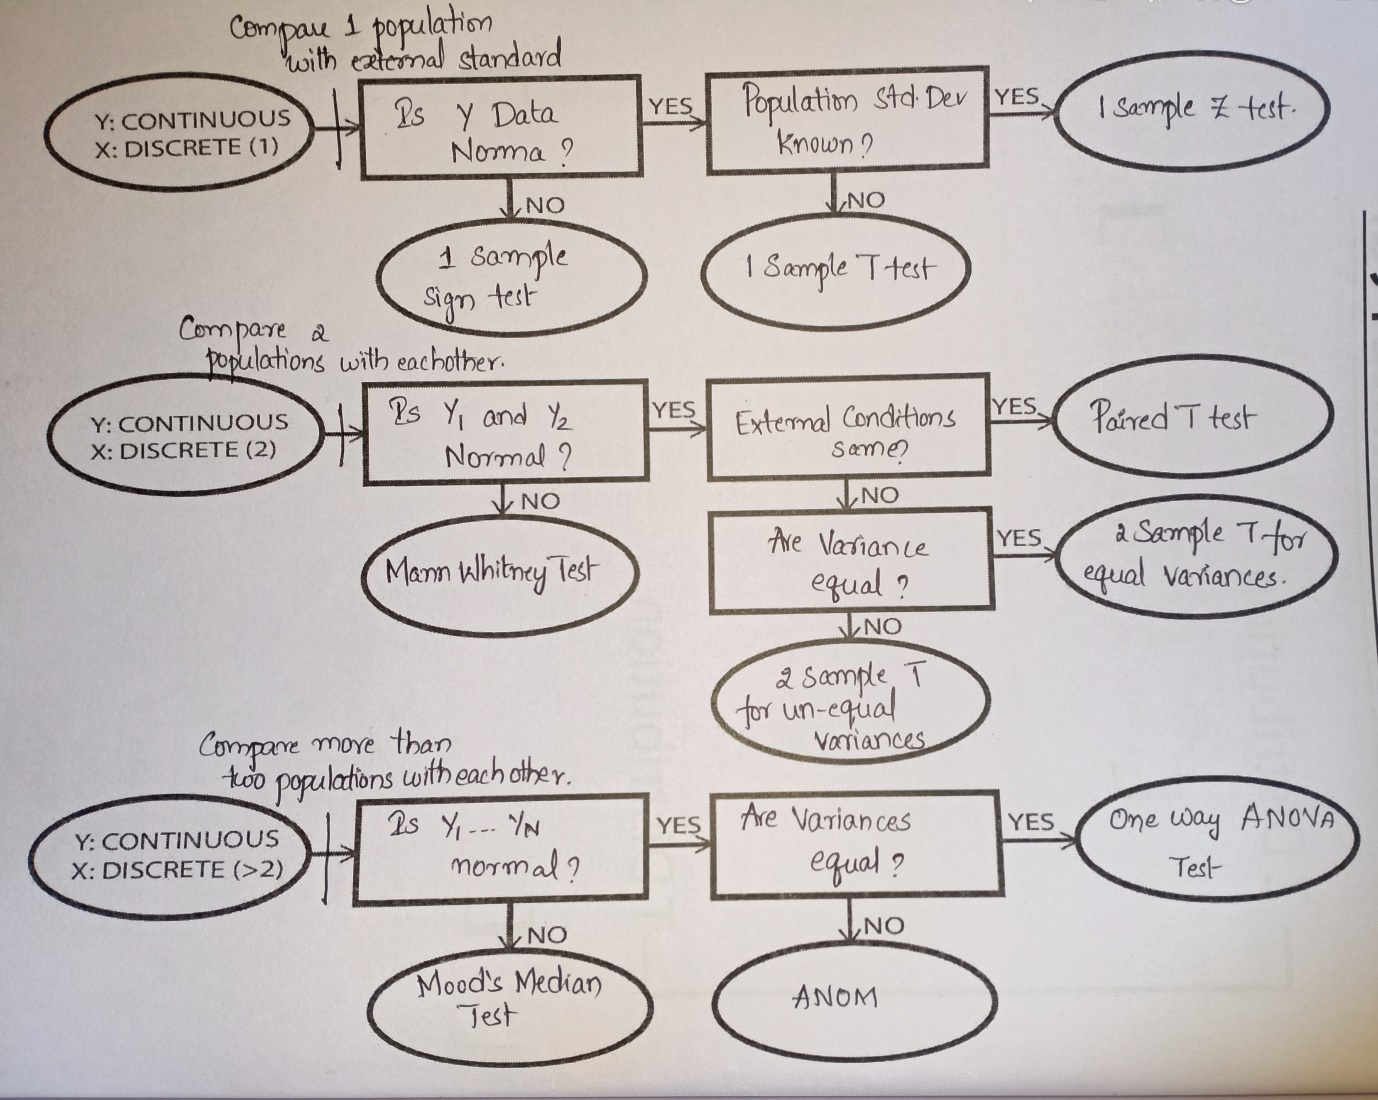 Compare 1 population
with external standard
Y: CONTINUOUS
X: DISCRETE (1)
Is Y Data
Norma ?
YES
Population Std. Dev
Known?
YES
1 Sample Z test.
NO
1 Sample
Sign test
NO
1 Sample T test
Compare 2
populations with eachother.
Y: CONTINUOUS
X: DISCRETE (2)
Is Y1 and Y2
Normal ?
YES
External Conditions
same?
YES
Paired T test
NO
Mann Whitney Test
NO
Are Variance
equal ?
YES
2 Sample T for
equal variances.
NO
2 Sample T
for un-equal
variances
Compare more than
two populations with each other.
Y: CONTINUOUS
X: DISCRETE (>2)
Is Y1 --- YN
normal ?
YES
Are Variances
equal ?
YES
One way ANOVA
Test
NO
Mood's Median
Test
NO
ANOM